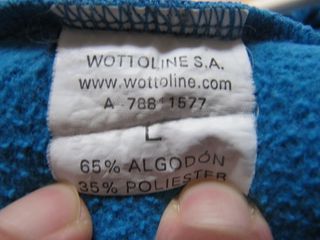 WOTTOLINE S.A.
www.wottoline.com
A - 788*1577
L
65% ALGODÓN
35% POLIESTER